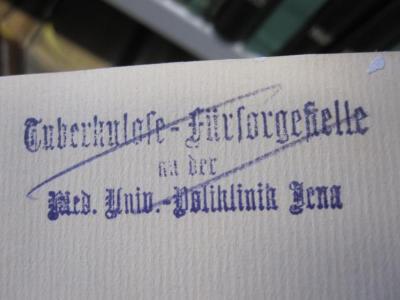 Tuberkulose-Fürsorgestelle
an der
Med. Univ.-Poliklinik Jena